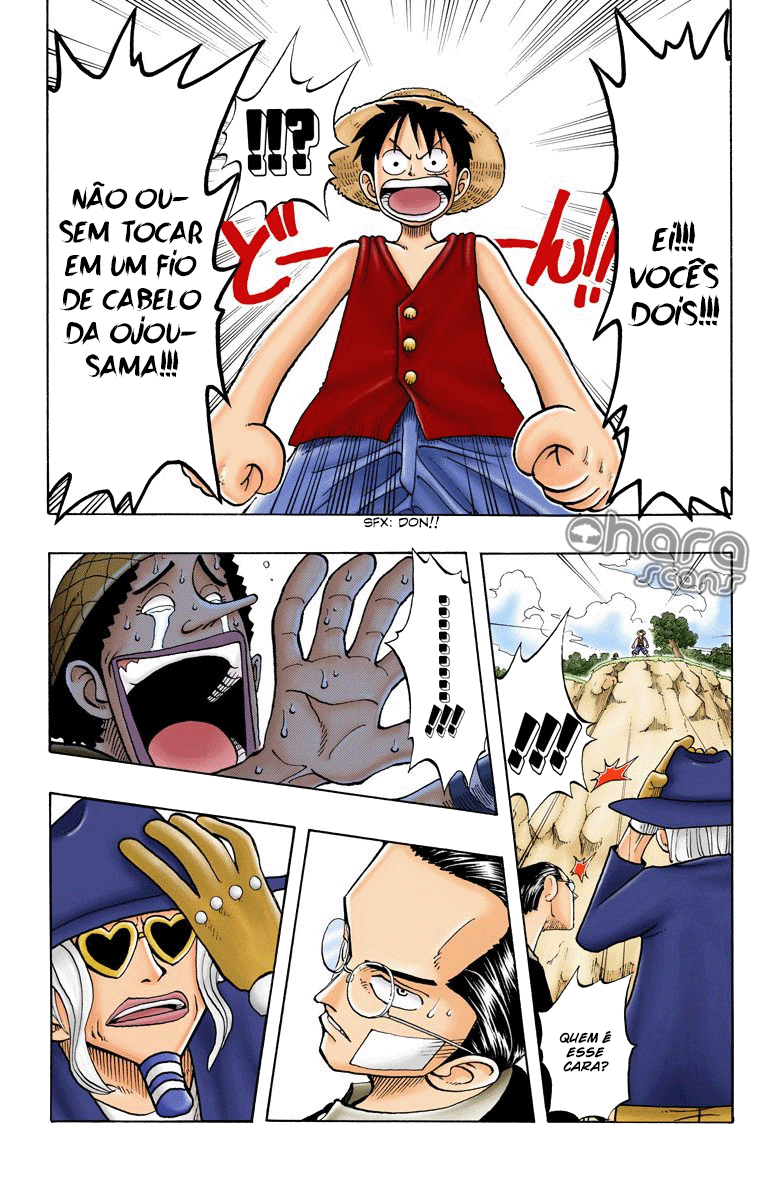 EI!!!
VOCÊS
DOIS!!!
!!!?
NÃO OU-
SEM TOCAR
EM UM FIO
DE CABELO
DA OJOU-
SAMA!!!
どーん!!
SFX: DON!!
Ohara
scans
!!!
.........!!!
QUEM É
ESSE
CARA?